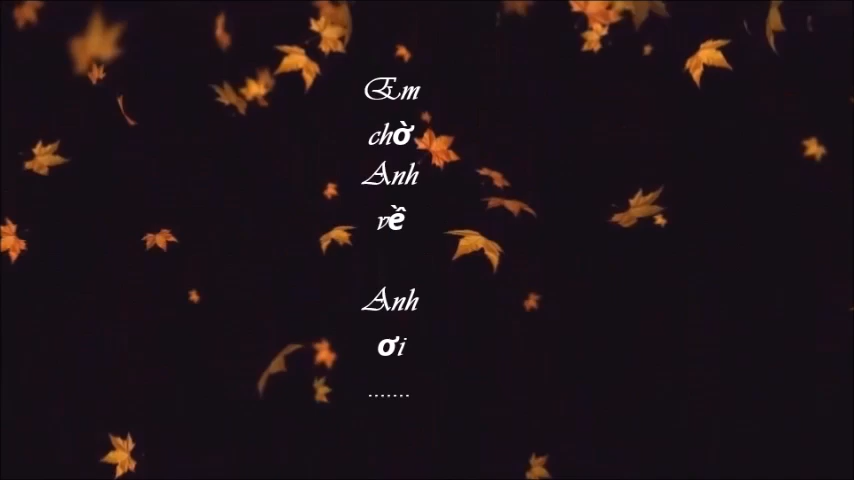 Em
chờ
Anh
về
Anh
ơi
.......